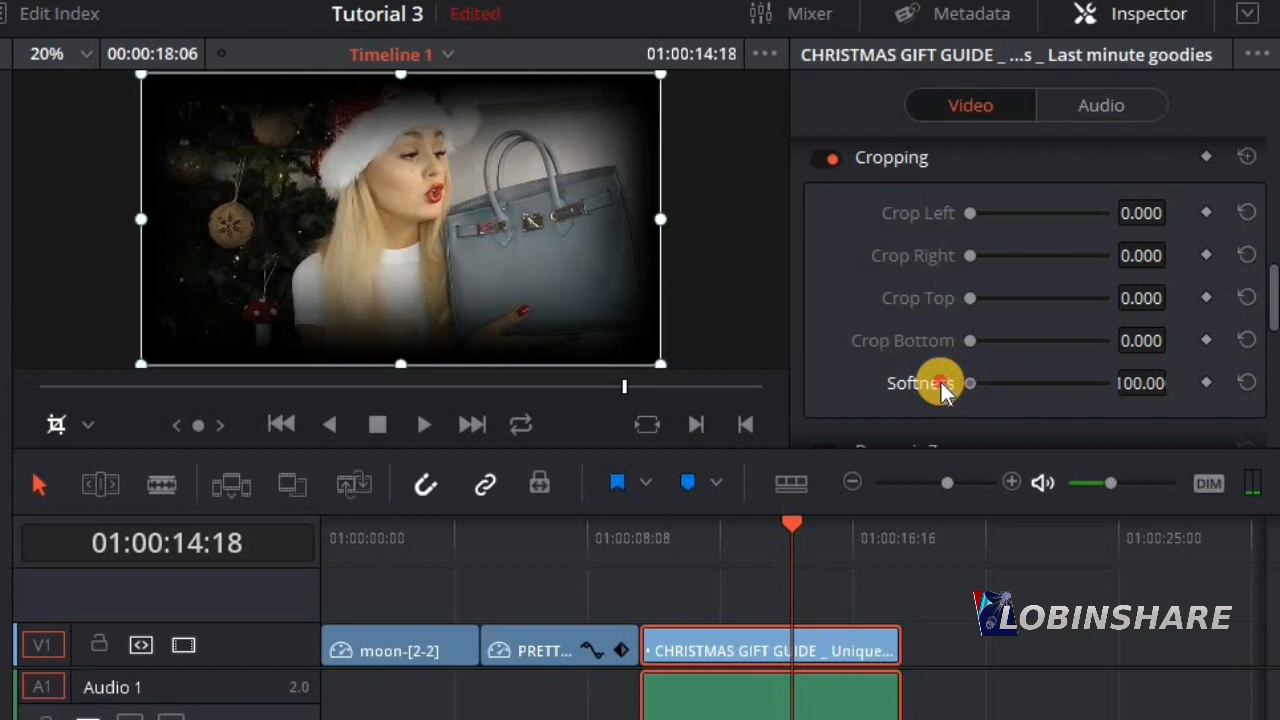 Edit Index
Tutorial 3
Edited
Mixer
Metadata
Inspector
20%
00:00:18:06
Timeline 1
01:00:14:18
CHRISTMAS GIFT GUIDE _ ...s _ Last minute goodies
Video
Audio
Cropping
Crop Left
0.000
Crop Right
0.000
Crop Top
0.000
Crop Bottom
0.000
Softness
100.00
DIM
01:00:14:18
01:00:00:00
01:00:08:08
01:00:16:16
01:00:25:00
LOBINSHARE
V1
moon-[2-2]
PRETT...
• CHRISTMAS GIFT GUIDE _ Unique...
A1
Audio 1
2.0